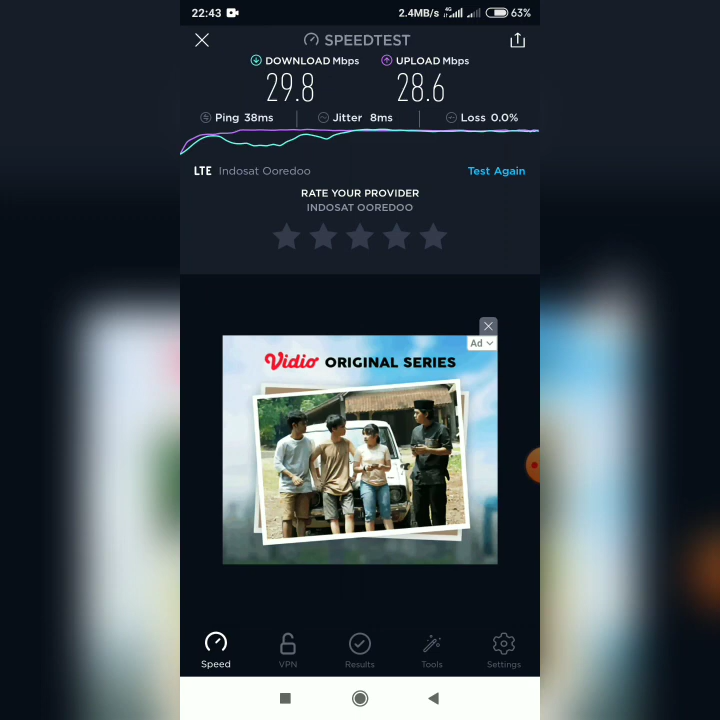 22:43 2.4MB/s 4G 63%
SPEEDTEST
DOWNLOAD Mbps UPLOAD Mbps
29.8 28.6
Ping 38ms Jitter 8ms Loss 0.0%
LTE Indosat Ooredoo Test Again
RATE YOUR PROVIDER
INDOSAT OOREDOO
Ad
Vidio ORIGINAL SERIES
Speed VPN Results Tools Settings